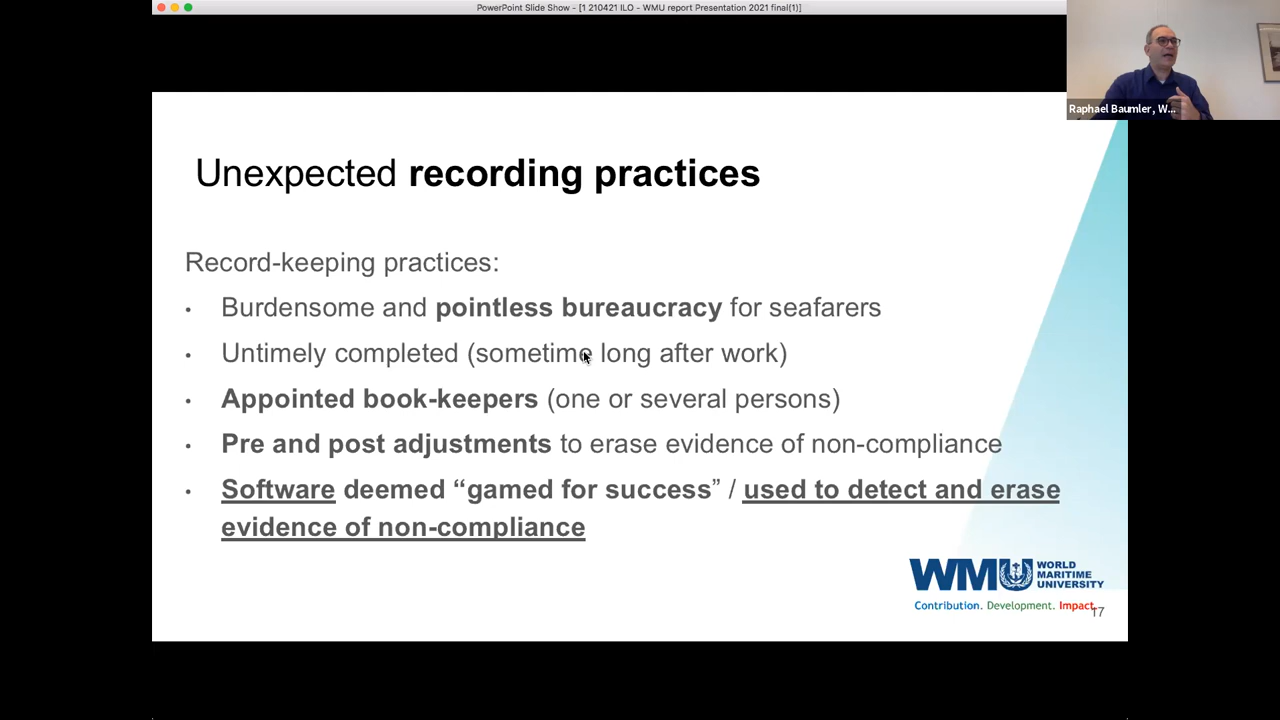 PowerPoint Slide Show - [1 210421 ILO - WMU report Presentation 2021 final(1)]
Raphael Baumler, W...
Unexpected recording practices
Record-keeping practices:
• Burdensome and pointless bureaucracy for seafarers
• Untimely completed (sometime long after work)
• Appointed book-keepers (one or several persons)
• Pre and post adjustments to erase evidence of non-compliance
• Software deemed “gamed for success” / used to detect and erase
evidence of non-compliance
WMU WORLD
MARITIME
UNIVERSITY
Contribution. Development. Impact.
17